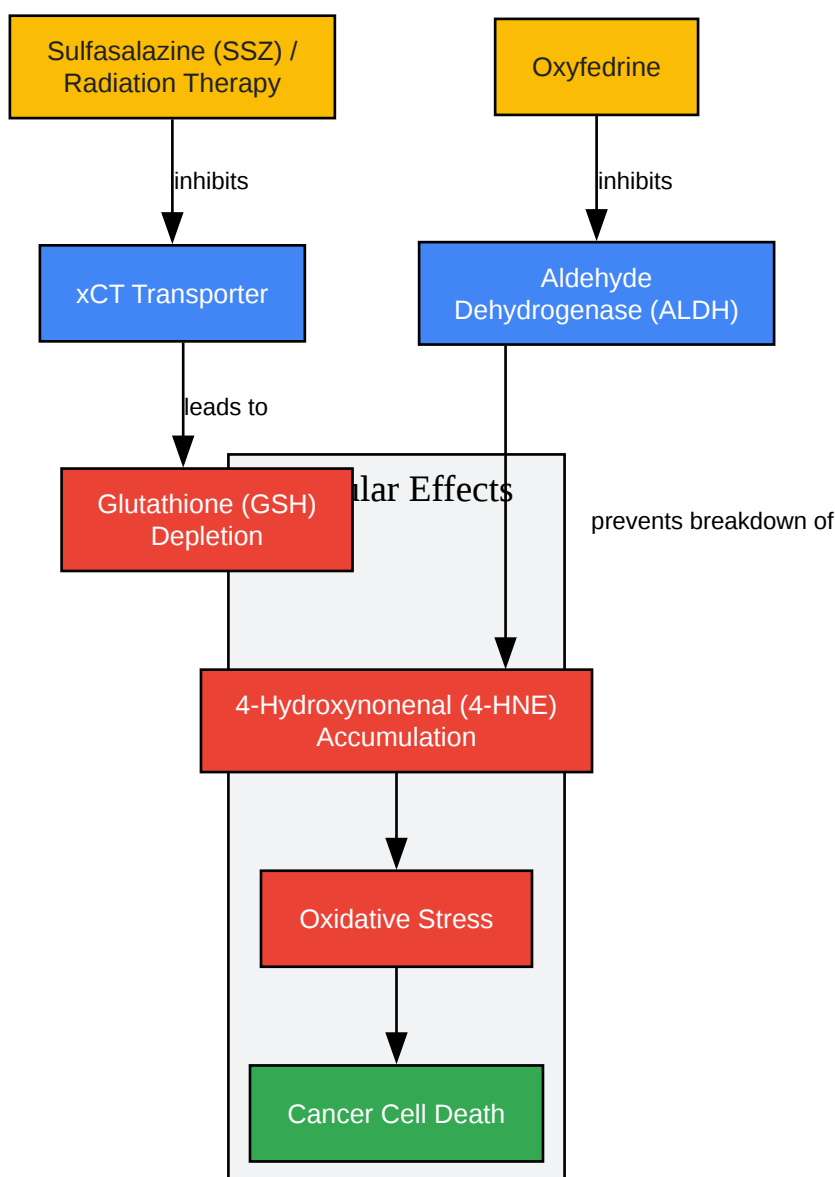 Sulfasalazine (SSZ) /
Radiation Therapy
Oxyfedrine
inhibits
inhibits
xCT Transporter
Aldehyde
Dehydrogenase (ALDH)
leads to
Glutathione (GSH)
Depletion
Effects
prevents breakdown of
4-Hydroxynonenal (4-HNE)
Accumulation
Oxidative Stress
Cancer Cell Death